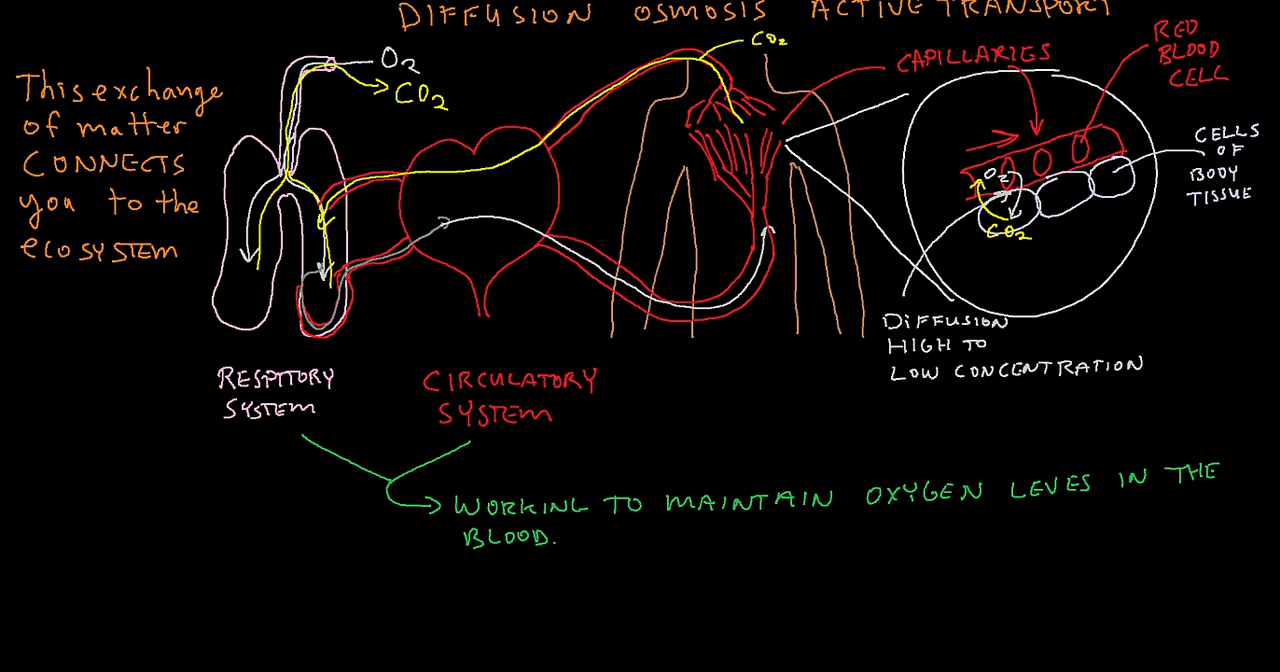 DIFFUSION OSMOSIS ACTIVE TRANSPORT
This exchange
of matter
CONNECTS
you to the
ecosystem
O2
CO2
CO2
CAPILLARIES
RED
BLOOD
CELL
CELLS
OF
BODY
TISSUE
O2
CO2
DIFFUSION
HIGH TO
LOW CONCENTRATION
RESPITORY
SYSTEM
CIRCULATORY
SYSTEM
WORKING TO MAINTAIN OXYGEN LEVES IN THE
BLOOD.